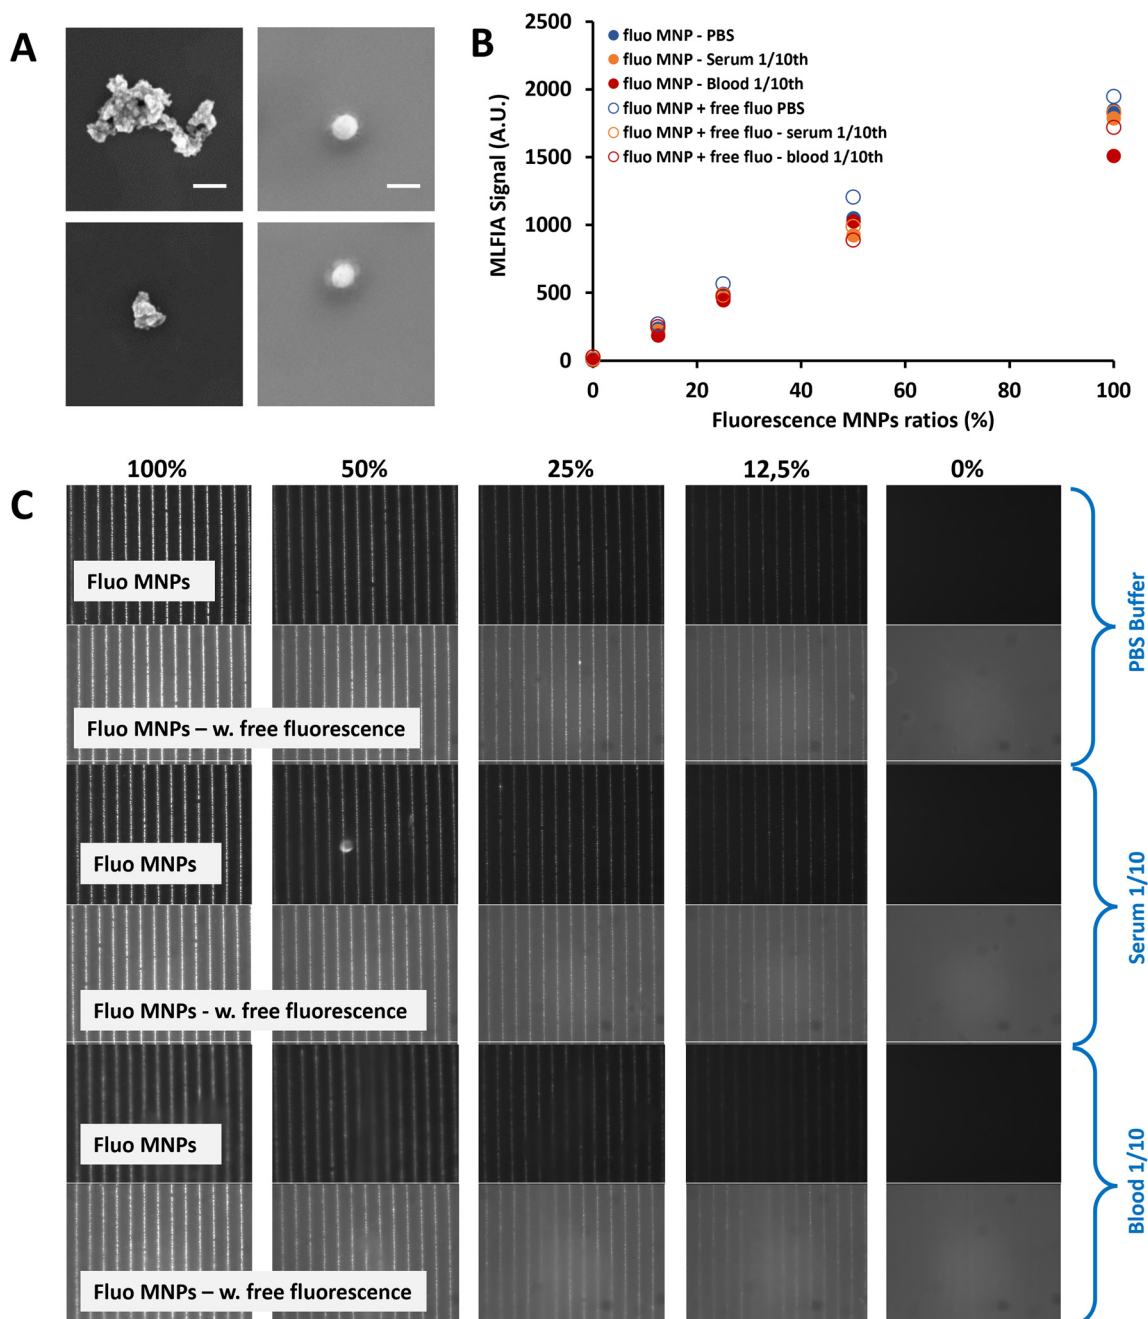 A
B
2500
2000
1500
1000
500
0
MLFIA Signal (A.U.)
fluo MNP - PBS
fluo MNP - Serum 1/10th
fluo MNP - Blood 1/10th
fluo MNP + free fluo PBS
fluo MNP + free fluo - serum 1/10th
fluo MNP + free fluo - blood 1/10th
0 20 40 60 80 100
Fluorescence MNPs ratios (%)
C
100% 50% 25% 12,5% 0%
Fluo MNPs
Fluo MNPs – w. free fluorescence
PBS Buffer
Fluo MNPs
Fluo MNPs - w. free fluorescence
Serum 1/10
Fluo MNPs
Fluo MNPs – w. free fluorescence
Blood 1/10